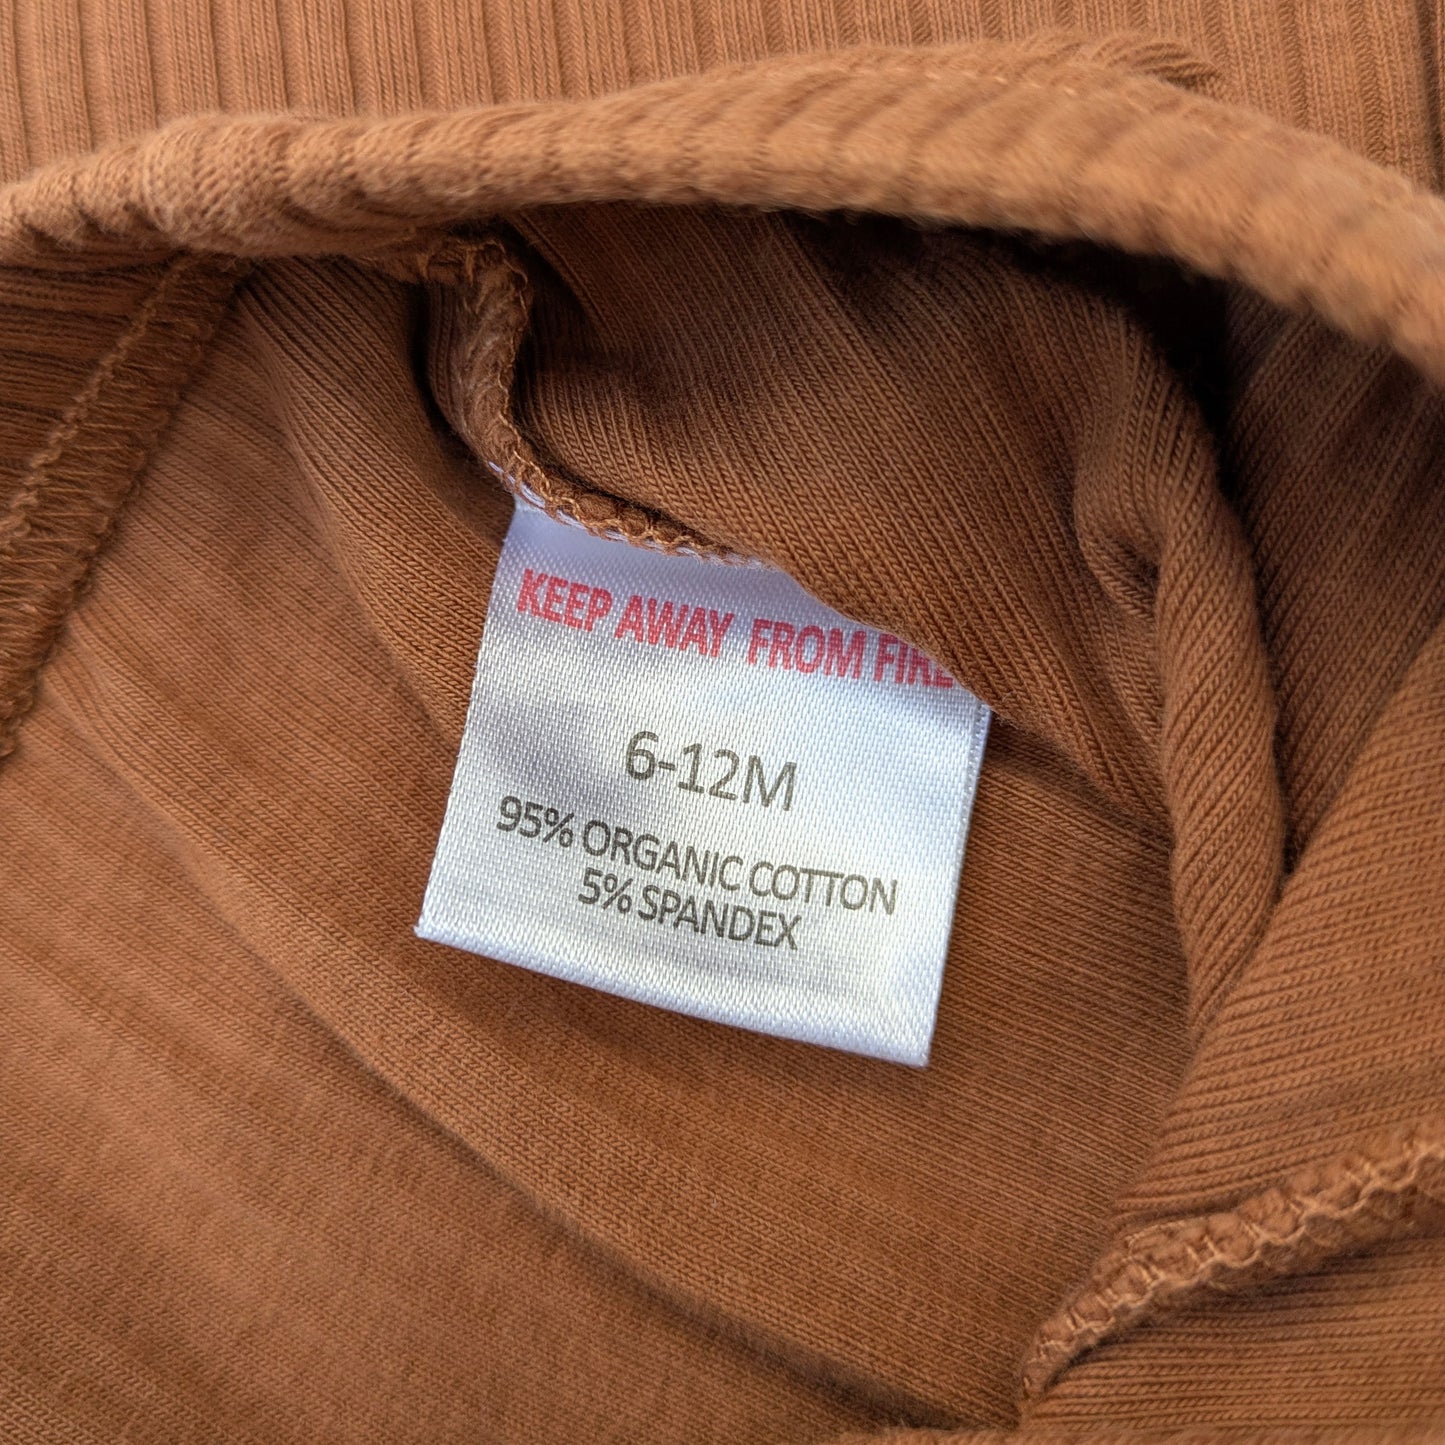 KEEP AWAY FROM FIRE
6-12M
95% ORGANIC COTTON
5% SPANDEX